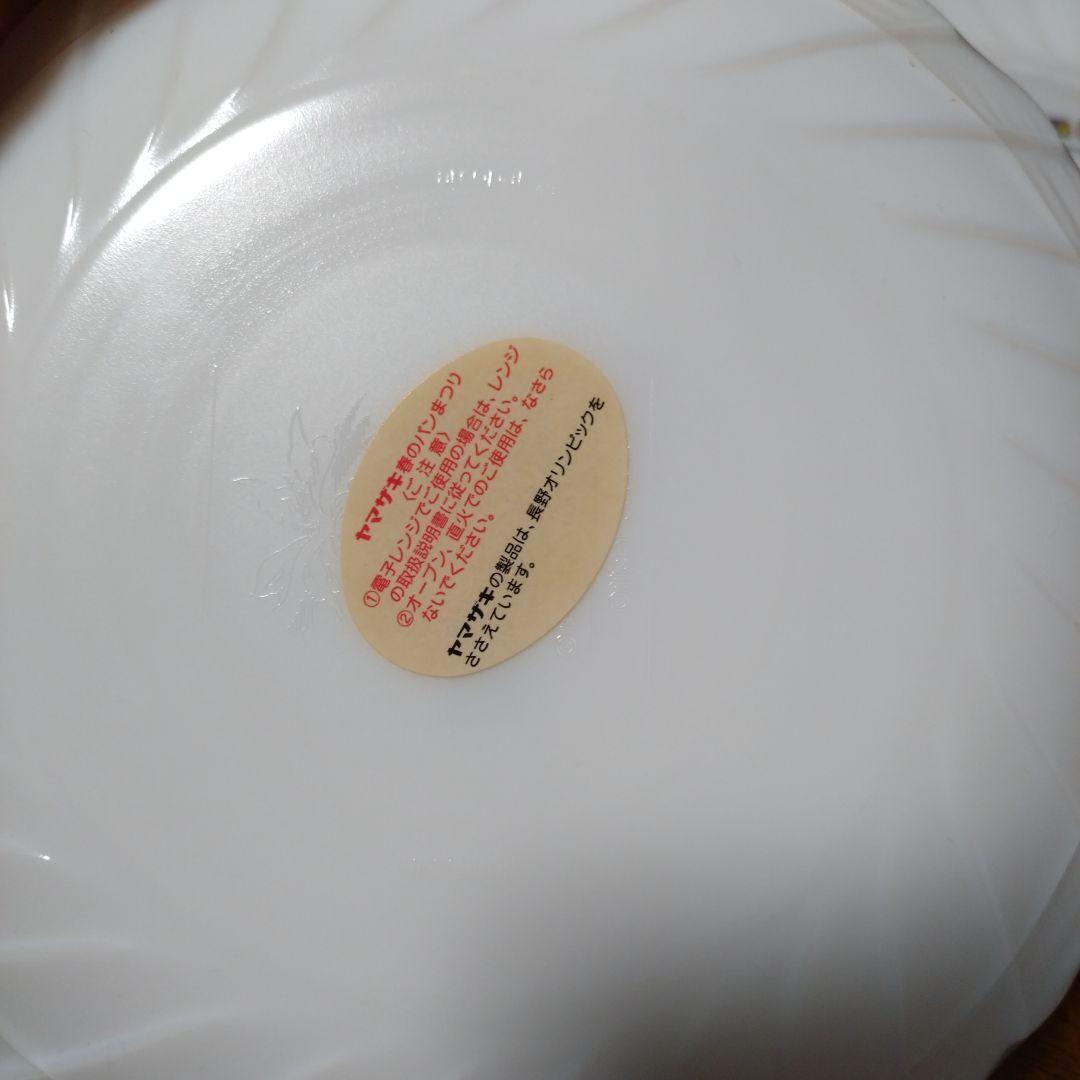 ヤマザキ春のパンまつり
〈ご注意〉
①電子レンジでご使用の場合は、レンジ
の取扱説明書に従ってください。
②オーブン、直火でのご使用は、なさら
ないでください。
ヤマザキの製品は、長野オリンピックを
ささえています。